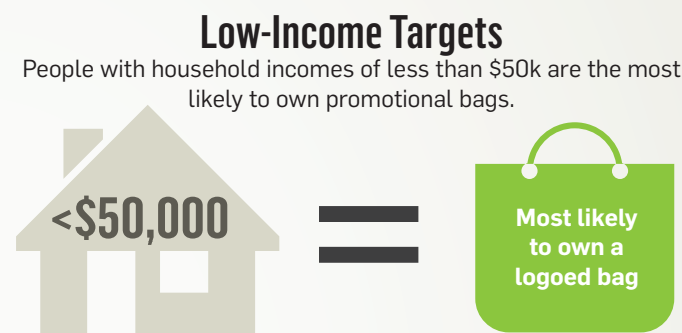 Low-Income Targets
People with household incomes of less than $50k are the most
likely to own promotional bags.
<$50,000
Most likely
to own a
logoed bag